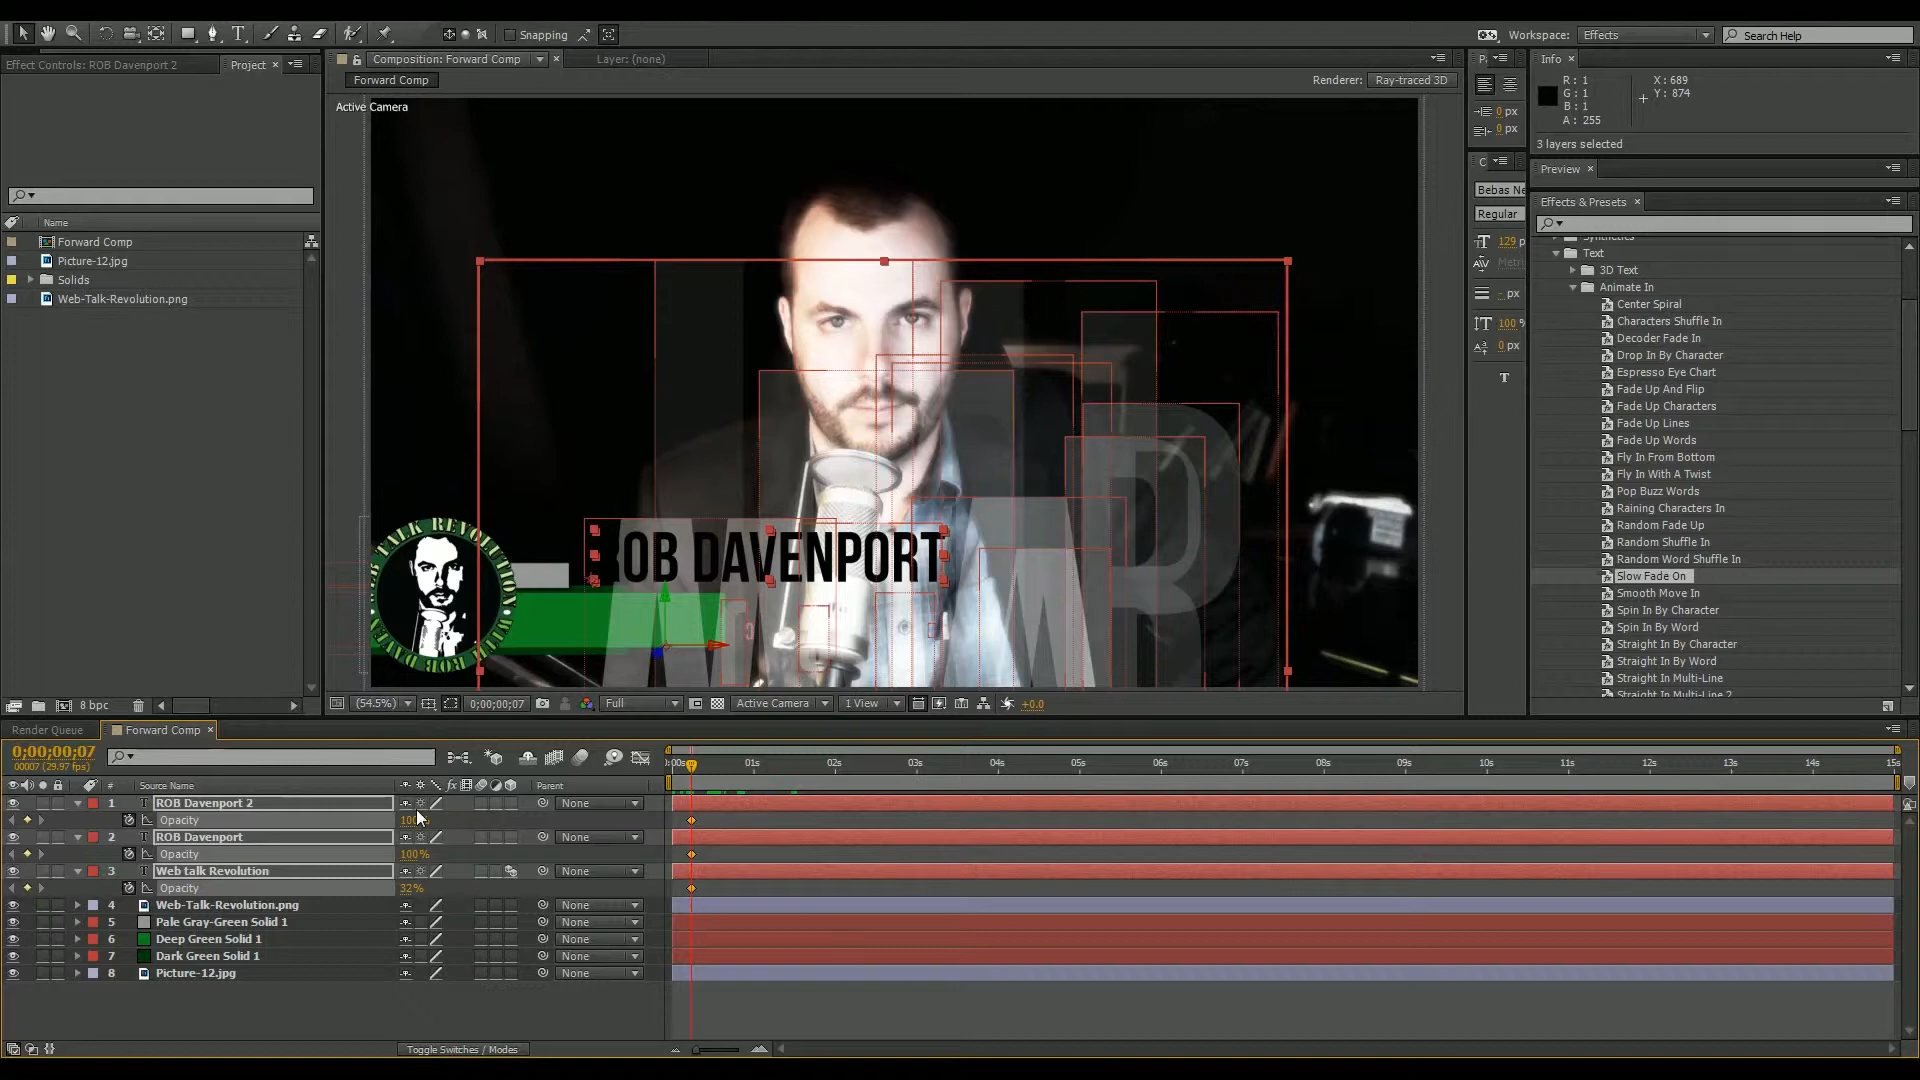 Snapping
Workspace: Effects
Search Help
Effect Controls: ROB Davenport 2
Project
Composition: Forward Comp
Layer: (none)
Forward Comp
Renderer: Ray-traced 3D
Active Camera
Info
R: 1
G: 1
B: 1
A: 255
X: 689
Y: 874
3 layers selected
Preview
Effects & Presets
Name
Forward Comp
Picture-12.jpg
Solids
Web-Talk-Revolution.png
0 px
0 px
Bebas Ne
Regular
129 p
Metri
- px
100 %
0 px
Text
3D Text
Animate In
Center Spiral
Characters Shuffle In
Decoder Fade In
Drop In By Character
Espresso Eye Chart
Fade Up And Flip
Fade Up Characters
Fade Up Lines
Fade Up Words
Fly In From Bottom
Fly In With A Twist
Pop Buzz Words
Raining Characters In
Random Fade Up
Random Shuffle In
Random Word Shuffle In
Slow Fade On
Smooth Move In
Spin In By Character
Spin In By Word
Straight In By Character
Straight In By Word
Straight In Multi-Line
Straight In Multi-Line 2
WEB TALK REVOLUTION WITH ROB DAVENPORT
ROB DAVENPORT
8 bpc
(54.5%)
0;00;00;07
Full
Active Camera
1 View
+0.0
Render Queue
Forward Comp
0;00;00;07
00007 (29.97 fps)
# Source Name
Parent
:00s 01s 02s 03s 04s 05s 06s 07s 08s 09s 10s 11s 12s 13s 14s 15s
1 ROB Davenport 2 None
Opacity
2 ROB Davenport None
Opacity 100%
3 Web talk Revolution None
Opacity 32%
4 Web-Talk-Revolution.png None
5 Pale Gray-Green Solid 1 None
6 Deep Green Solid 1 None
7 Dark Green Solid 1 None
8 Picture-12.jpg None
Toggle Switches / Modes